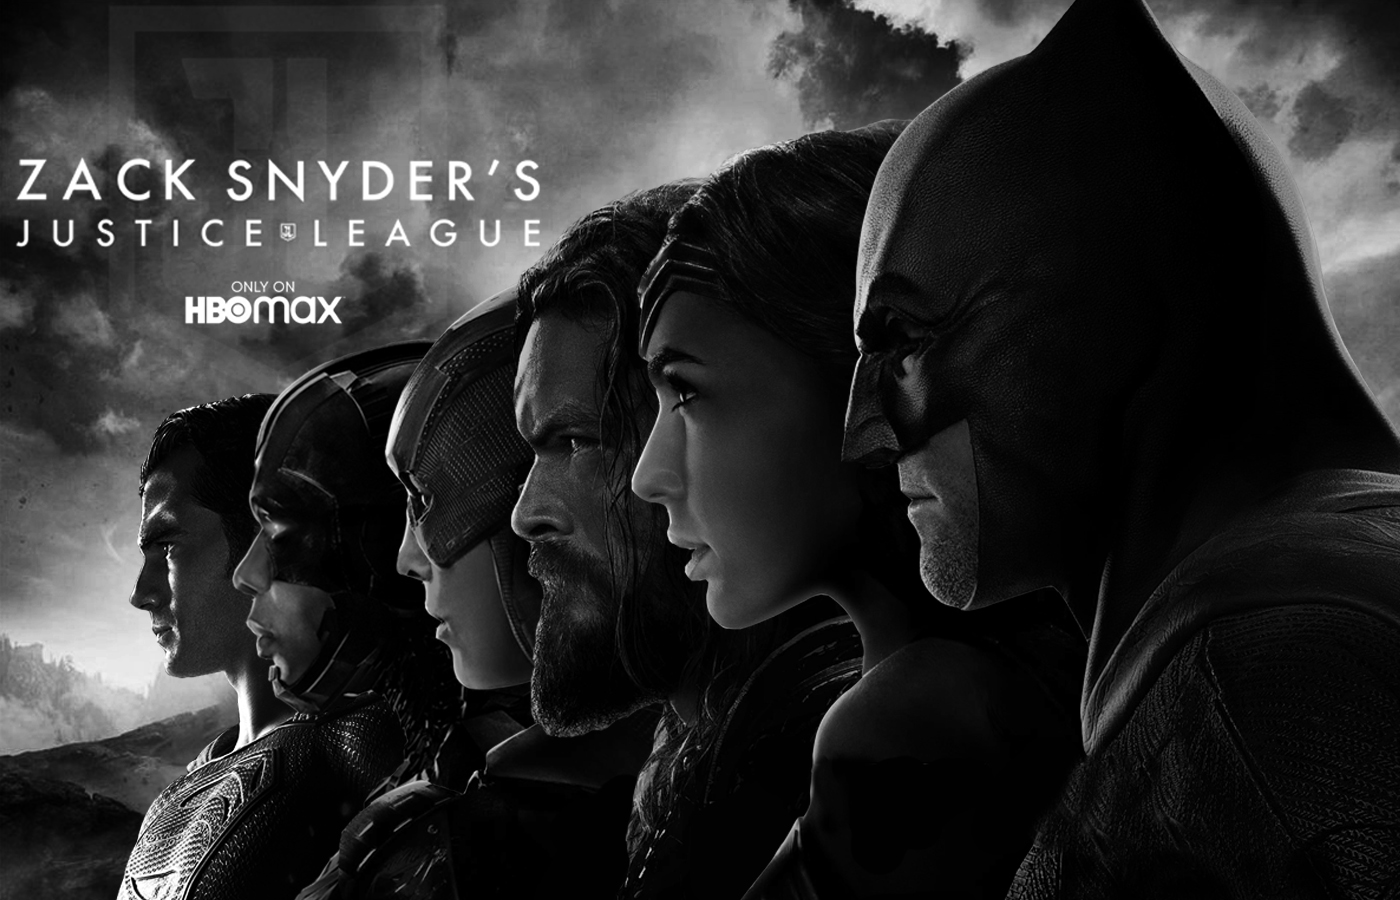 ZACK SNYDER'S
JUSTICE LEAGUE
ONLY ON
HBOmax